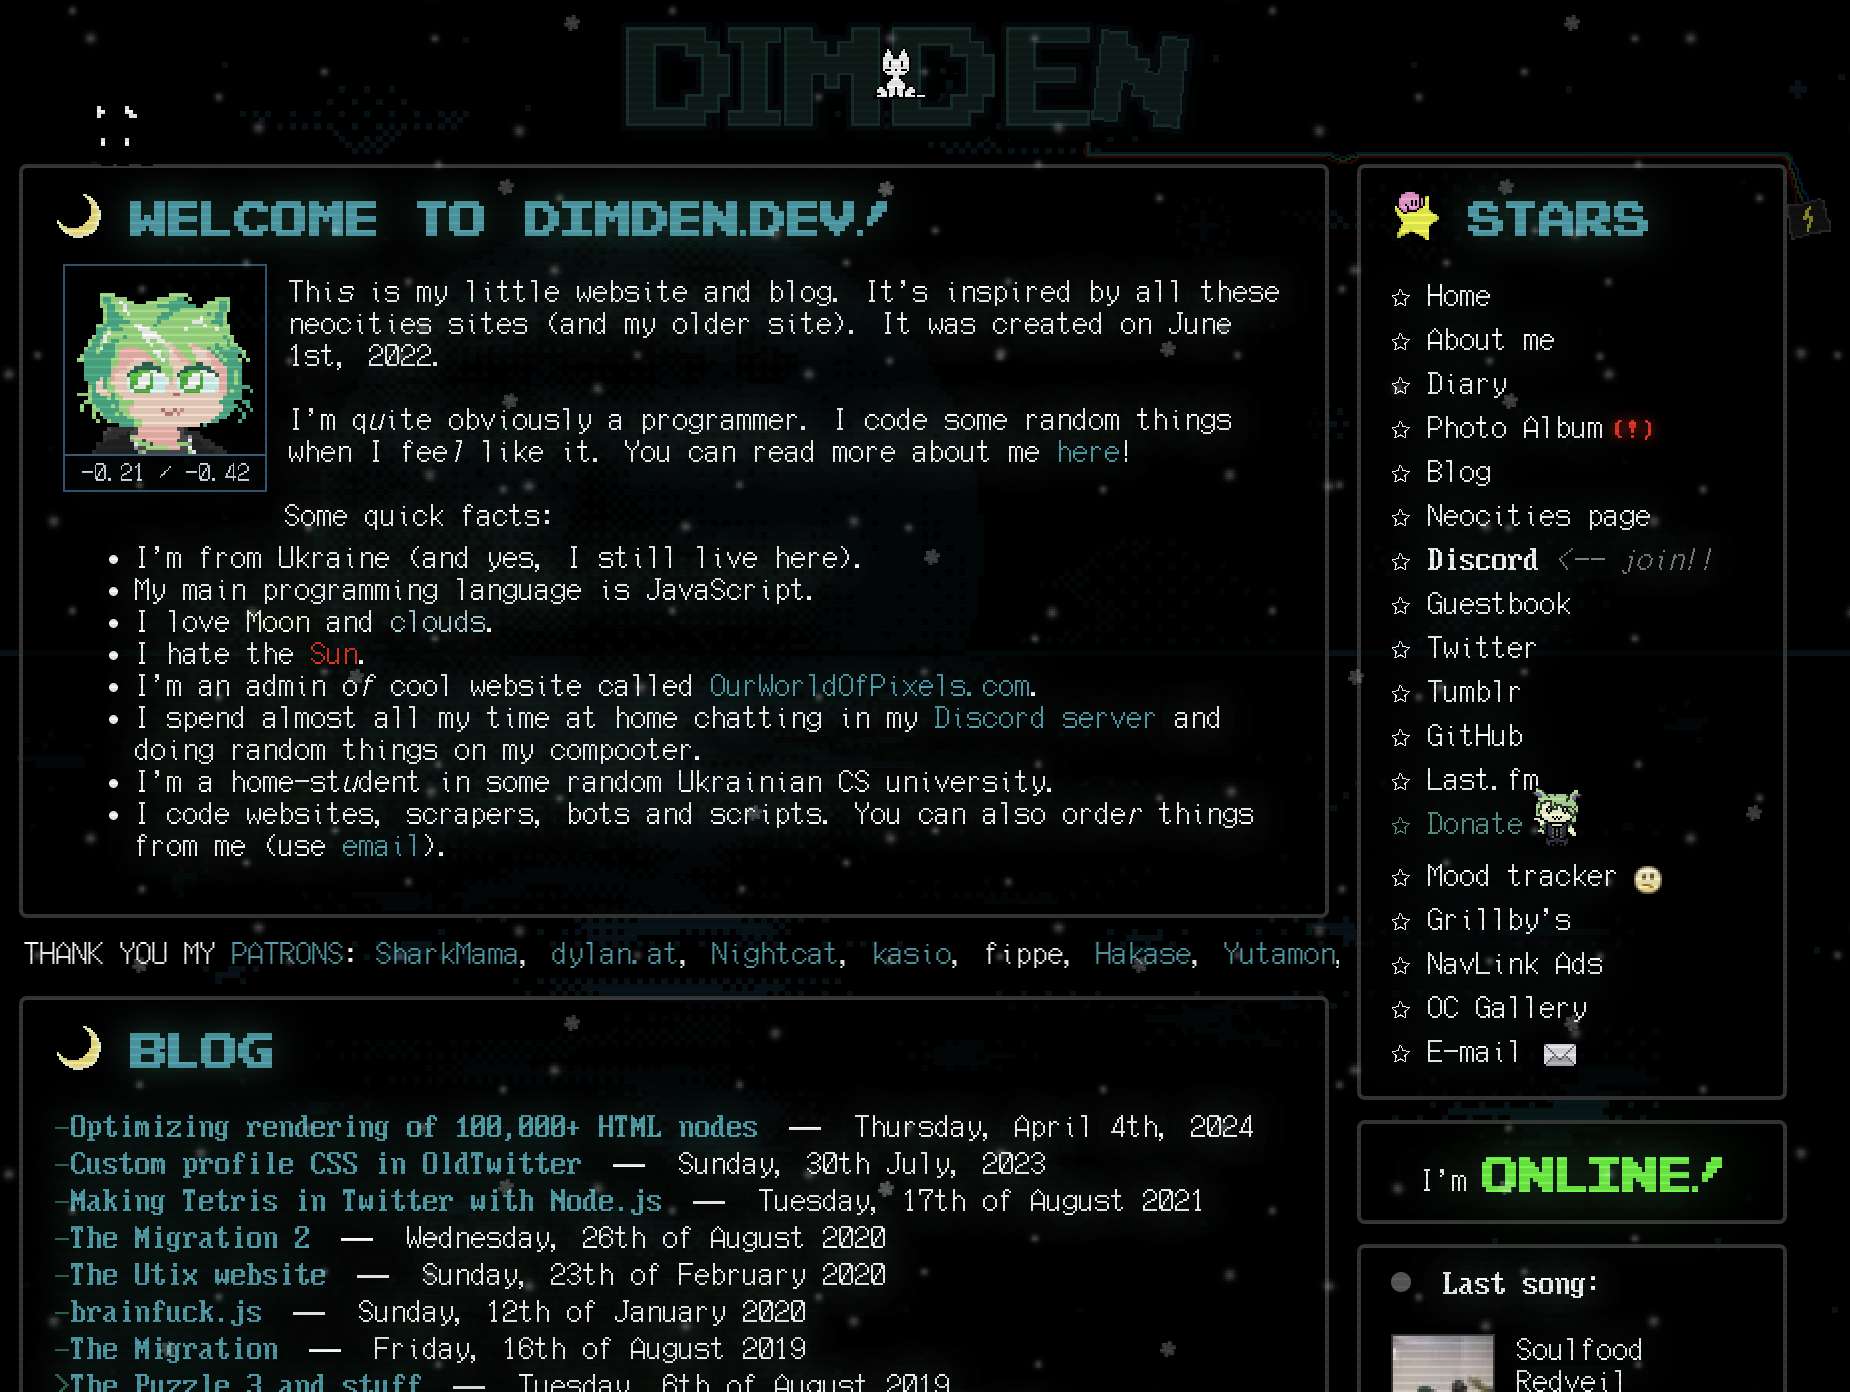 DIMDEN
WELCOME TO DIMDEN.DEV!
This is my little website and blog. It's inspired by all these
neocities sites (and my older site). It was created on June
1st, 2022.
I'm quite obviously a programmer. I code some random things
when I feel like it. You can read more about me here!
-0.21 / -0.42
Some quick facts:
• I'm from Ukraine (and yes, I still live here).
• My main programming language is JavaScript.
• I love Moon and clouds.
• I hate the Sun.
• I'm an admin of cool website called OurWorldOfPixels.com.
• I spend almost all my time at home chatting in my Discord server and
doing random things on my compooter.
• I'm a home-student in some random Ukrainian CS university.
• I code websites, scrapers, bots and scripts. You can also order things
from me (use email).
THANK YOU MY PATRONS: SharkMama, dylan.at, Nightcat, kasio, fippe, Hakase, Yutamon,
BLOG
-Optimizing rendering of 100,000+ HTML nodes — Thursday, April 4th, 2024
-Custom profile CSS in OldTwitter — Sunday, 30th July, 2023
-Making Tetris in Twitter with Node.js — Tuesday, 17th of August 2021
-The Migration 2 — Wednesday, 26th of August 2020
-The Utix website — Sunday, 23th of February 2020
-brainfuck.js — Sunday, 12th of January 2020
-The Migration — Friday, 16th of August 2019
>The Puzzle 3 and stuff — Tuesday, 6th of August 2019
STARS
☆ Home
☆ About me
☆ Diary
☆ Photo Album (!)
☆ Blog
☆ Neocities page
☆ Discord <-- join!!
☆ Guestbook
☆ Twitter
☆ Tumblr
☆ GitHub
☆ Last.fm
☆ Donate
☆ Mood tracker
☆ Grillby's
☆ NavLink Ads
☆ OC Gallery
☆ E-mail
I'm ONLINE!
Last song:
Soulfood
Redveil